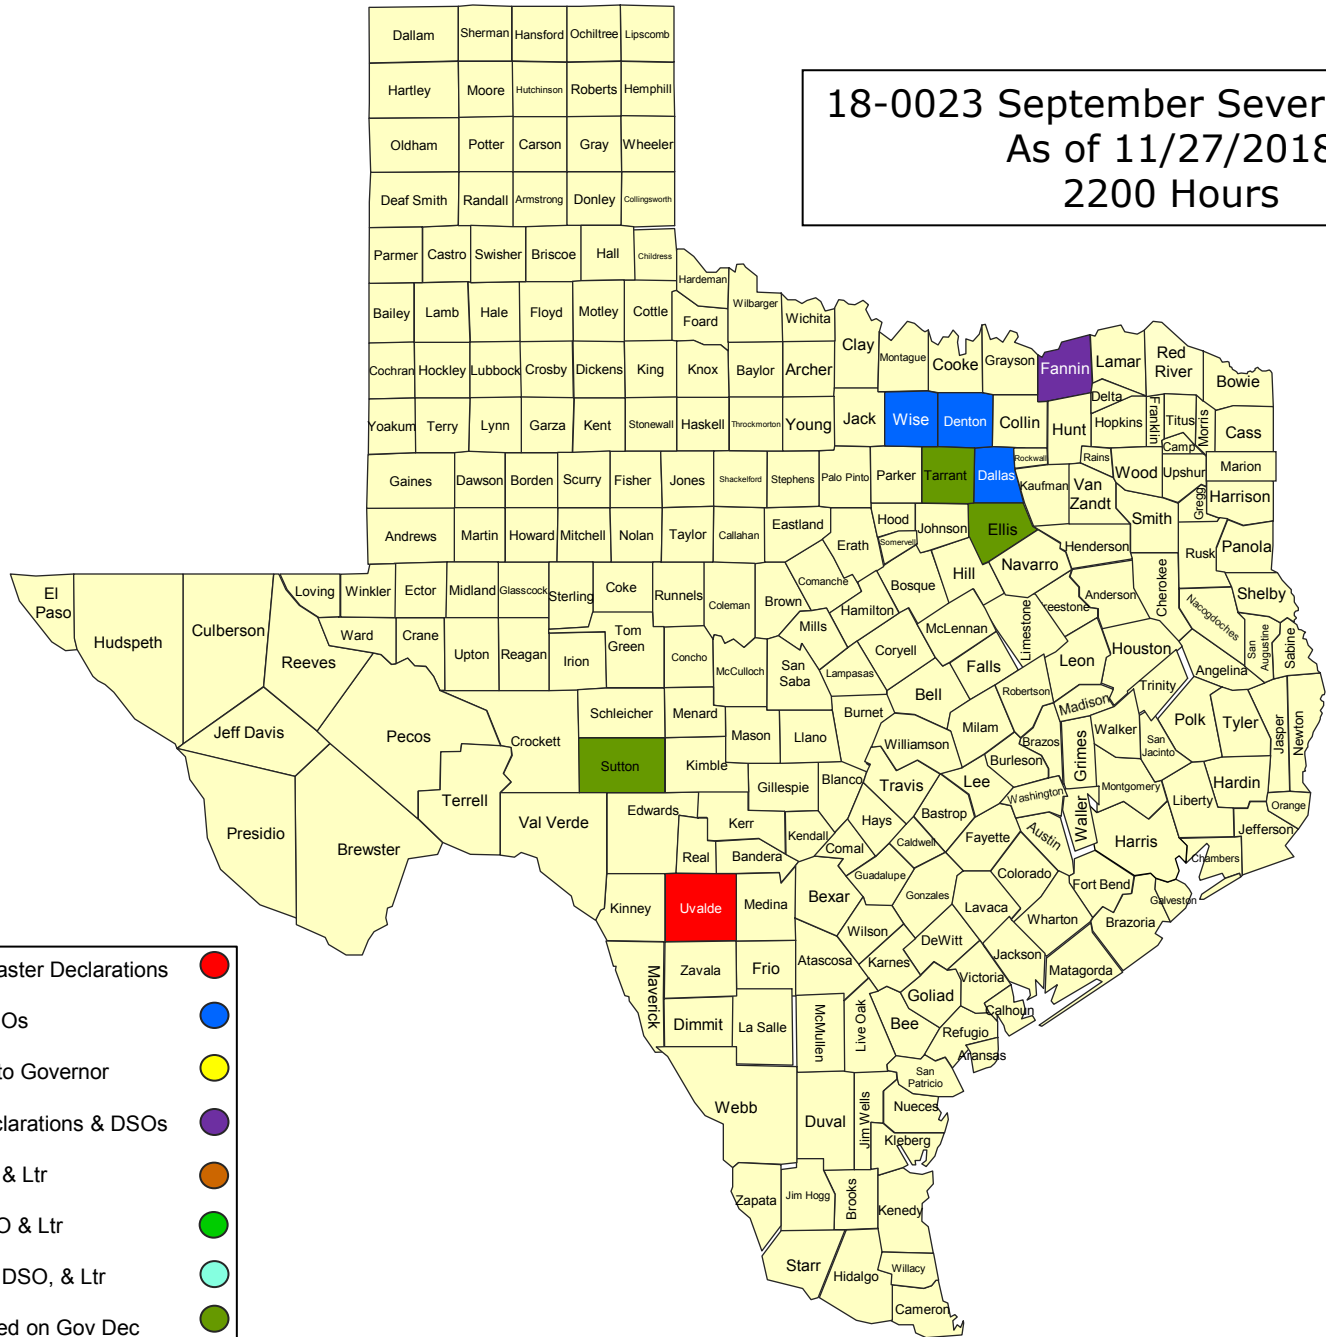 Dallam Sherman Hansford Ochiltree Lipscomb
Hartley Moore Hutchinson Roberts Hemphill
18-0023 September Sever
As of 11/27/2018
2200 Hours
Oldham Potter Carson Gray Wheeler
Deaf Smith Randall Armstrong Donley Collingsworth
Parmer Castro Swisher Briscoe Hall Childress
Hardeman
Bailey Lamb Hale Floyd Motley Cottle Foard Wilbarger Wichita
Clay Montague Cooke Grayson Fannin Lamar Red River Bowie
Cochran Hockley Lubbock Crosby Dickens King Knox Baylor Archer
Delta
Yoakum Terry Lynn Garza Kent Stonewall Haskell Throckmorton Young Jack Wise Denton Collin Hunt Hopkins Franklin Titus Morris Cass
Camp
Gaines Dawson Borden Scurry Fisher Jones Shackelford Stephens Palo Pinto Parker Tarrant Dallas Rockwall Kaufman Rains Van Zandt Wood Upshur Marion
Gregg Harrison
Andrews Martin Howard Mitchell Nolan Taylor Callahan Eastland Erath Hood Somervell Johnson Ellis Henderson Smith Rusk Panola
El Paso Hudspeth Culberson Loving Winkler Ector Midland Glasscock Sterling Coke Runnels Coleman Brown Comanche Hamilton Bosque Hill Navarro Freestone Anderson Cherokee Nacogdoches Shelby
Reeves Ward Crane Upton Reagan Irion Tom Green Concho McCulloch San Saba Mills Lampasas Coryell McLennan Limestone Falls Leon Houston Angelina San Augustine Sabine
Jeff Davis Pecos Crockett Schleicher Menard Mason Llano Burnet Bell Milam Robertson Madison Trinity Polk Tyler Jasper Newton
Sutton Kimble Gillespie Blanco Williamson Travis Lee Burleson Brazos Grimes Walker San Jacinto Hardin
Presidio Brewster Terrell Val Verde Edwards Kerr Kendall Hays Bastrop Washington Waller Montgomery Liberty Orange
Real Bandera Comal Caldwell Fayette Austin Harris Chambers Jefferson
Kinney Uvalde Medina Bexar Guadalupe Gonzales Lavaca Colorado Fort Bend Galveston
Wilson Wharton Brazoria
Maverick Zavala Frio Atascosa Karnes DeWitt Jackson Matagorda
Dimmit La Salle McMullen Live Oak Bee Goliad Victoria Calhoun
Refugio
Aransas
Webb Duval Jim Wells San Patricio
Nueces
Kleberg
Zapata Jim Hogg Brooks Kenedy
Starr Hidalgo Willacy
Cameron
aster Declarations
Os
to Governor
clarations & DSOs
& Ltr
O & Ltr
DSO, & Ltr
ed on Gov Dec